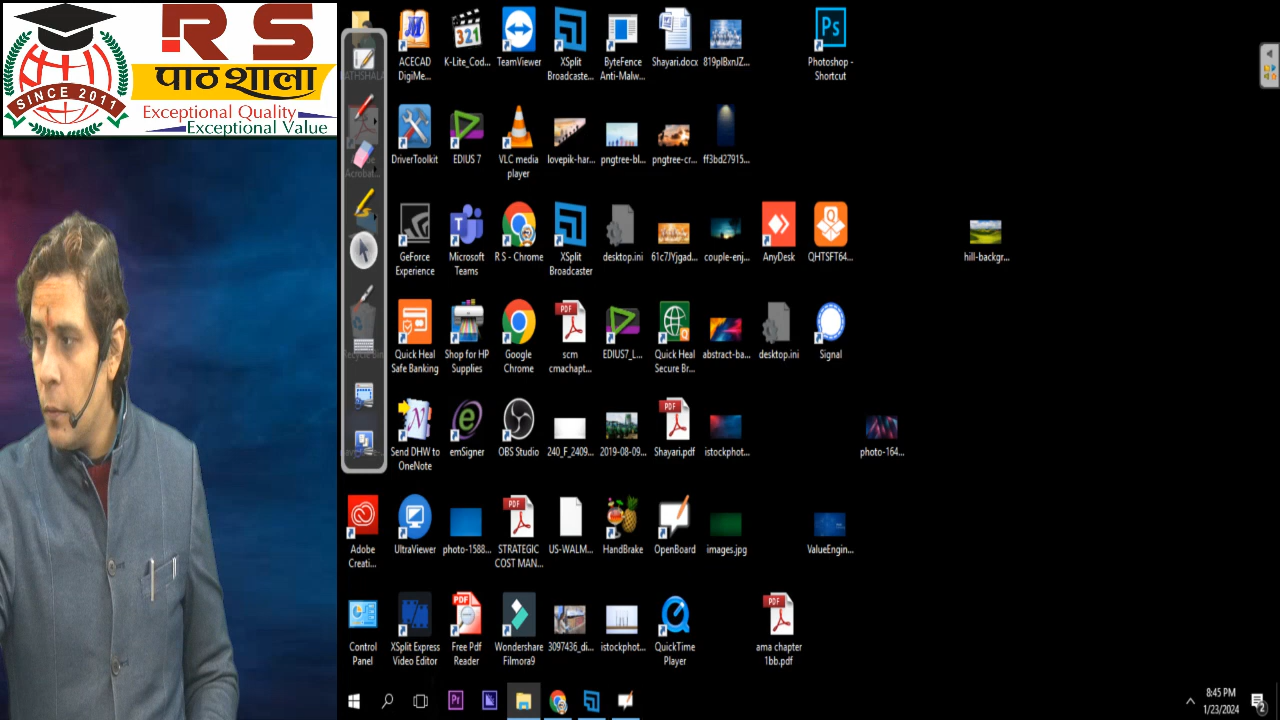 RS
पाठशाला
SINCE 2011
Exceptional Quality
Exceptional Value
ACECAD
DigiMe...
K-Lite_Cod...
TeamViewer
XSplit
Broadcaste...
ByteFence
Anti-Malw...
Shayari.docx
819plBxnJZ...
Photoshop -
Shortcut
DriverToolkit
EDIUS 7
VLC media
player
lovepik-har...
pngtree-bl...
pngtree-cr...
ff3bd27915...
Acrobat...
GeForce
Experience
Microsoft
Teams
R S - Chrome
XSplit
Broadcaster
desktop.ini
61c7JYjgad...
couple-enj...
AnyDesk
QHTSFT64...
hill-backgr...
Quick Heal
Safe Banking
Shop for HP
Supplies
Google
Chrome
scm
cmachapt...
EDIUS7_L...
Quick Heal
Secure Br...
abstract-ba...
desktop.ini
Signal
Send DHW to
OneNote
emSigner
OBS Studio
240_F_2409...
2019-08-09...
Shayari.pdf
istockphot...
photo-164...
Adobe
Creati...
UltraViewer
photo-1588...
STRATEGIC
COST MAN...
US-WALM...
HandBrake
OpenBoard
images.jpg
ValueEngin...
Control
Panel
XSplit Express
Video Editor
Free Pdf
Reader
Wondershare
Filmora9
3097436_di...
istockphot...
QuickTime
Player
ama chapter
1bb.pdf
8:45 PM
1/23/2024